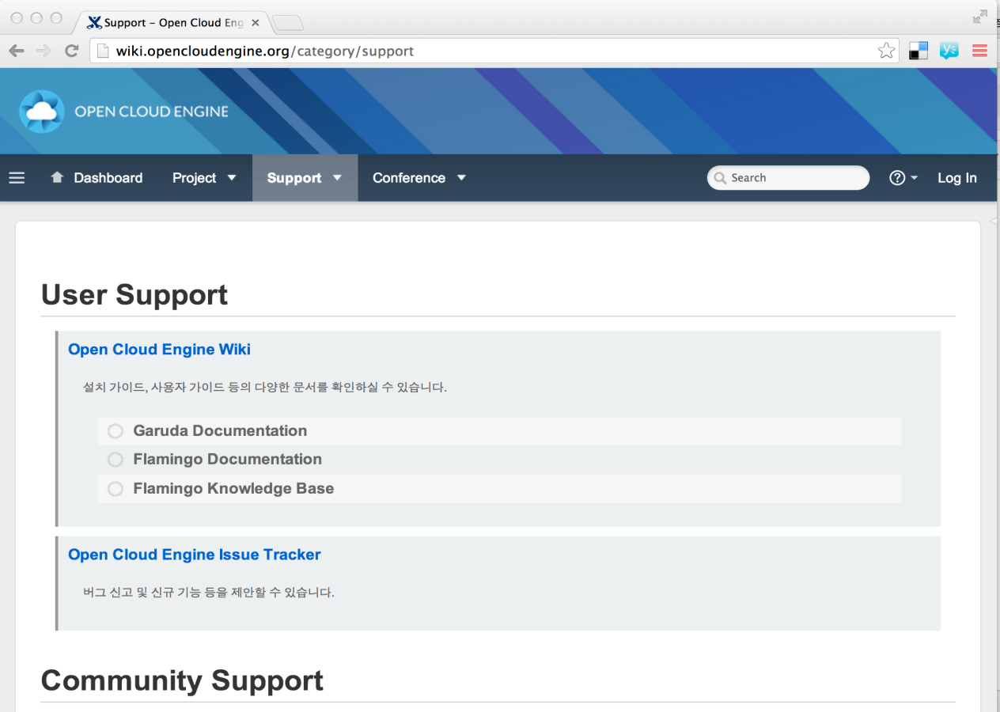 Support – Open Cloud Eng
wiki.opencloudengine.org/category/support
OPEN CLOUD ENGINE
Dashboard Project Support Conference Search Log In
User Support
Open Cloud Engine Wiki
설치 가이드, 사용자 가이드 등의 다양한 문서를 확인하실 수 있습니다.
Garuda Documentation
Flamingo Documentation
Flamingo Knowledge Base
Open Cloud Engine Issue Tracker
버그 신고 및 신규 기능 등을 제안할 수 있습니다.
Community Support